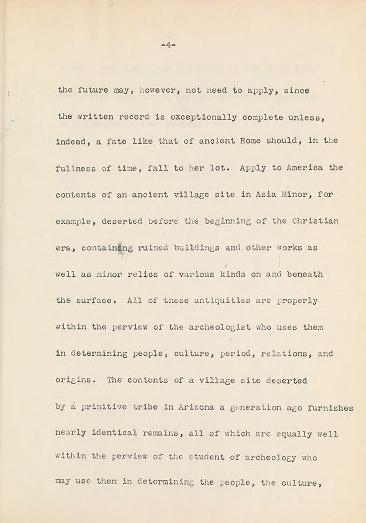 -4-
the future may, however, not need to apply, since
the written record is exceptionally complete unless,
indeed, a fate like that of ancient Rome should, in the
fullness of time, fall to her lot. Apply to America the
contents of an ancient village site in Asia Minor, for
example, deserted before the beginning of the Christian
era, containing ruined buildings and other works as
well as minor relics of various kinds on and beneath
the surface. All of these antiquities are properly
within the perview of the archeologist who uses them
in determining people, culture, period, relations, and
origins. The contents of a village site deserted
by a primitive tribe in Arizona a generation ago furnishes
nearly identical remains, all of which are equally well
within the perview of the student of archeology who
may use them in determining the people, the culture,